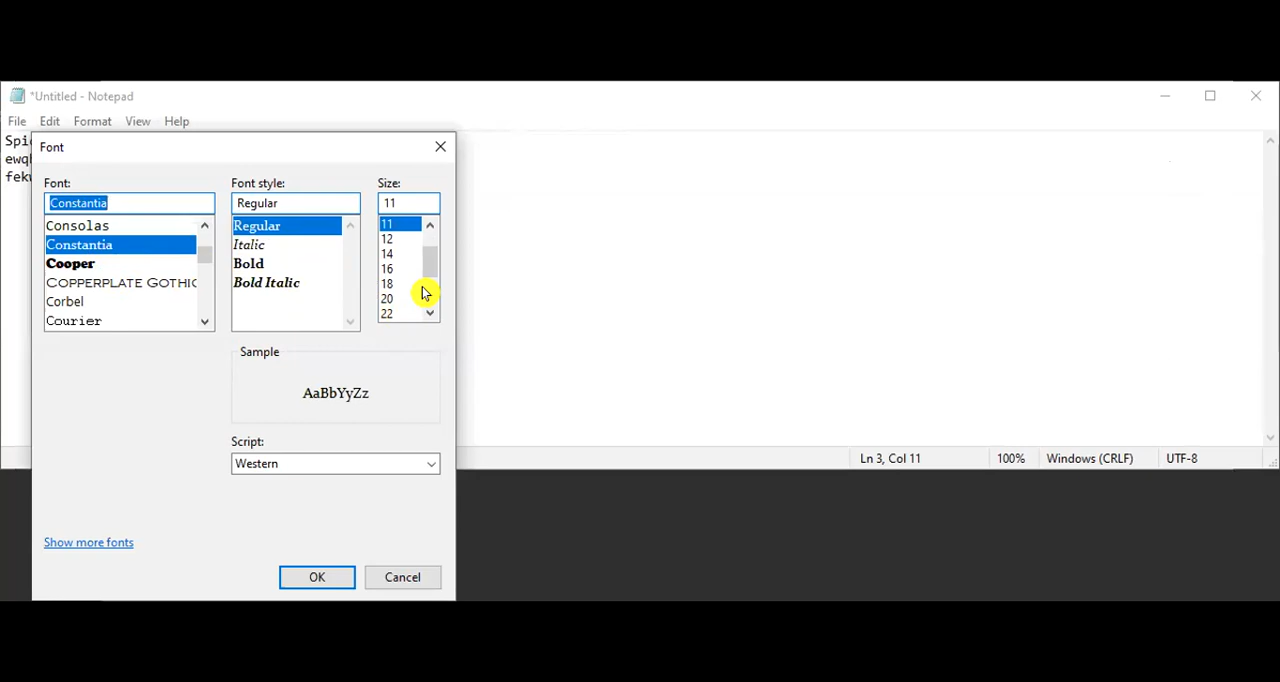 *Untitled - Notepad
File Edit Format View Help
Font
Font: Font style: Size:
Constantia Regular 11
Consolas Regular 11
Constantia Italic 12
Cooper Bold 14
COPPERPLATE GOTHIC Bold Italic 16
Corbel 18
Courier 20
22
Sample
AaBbYyZz
Script:
Western
Ln 3, Col 11 100% Windows (CRLF) UTF-8
Show more fonts
OK Cancel